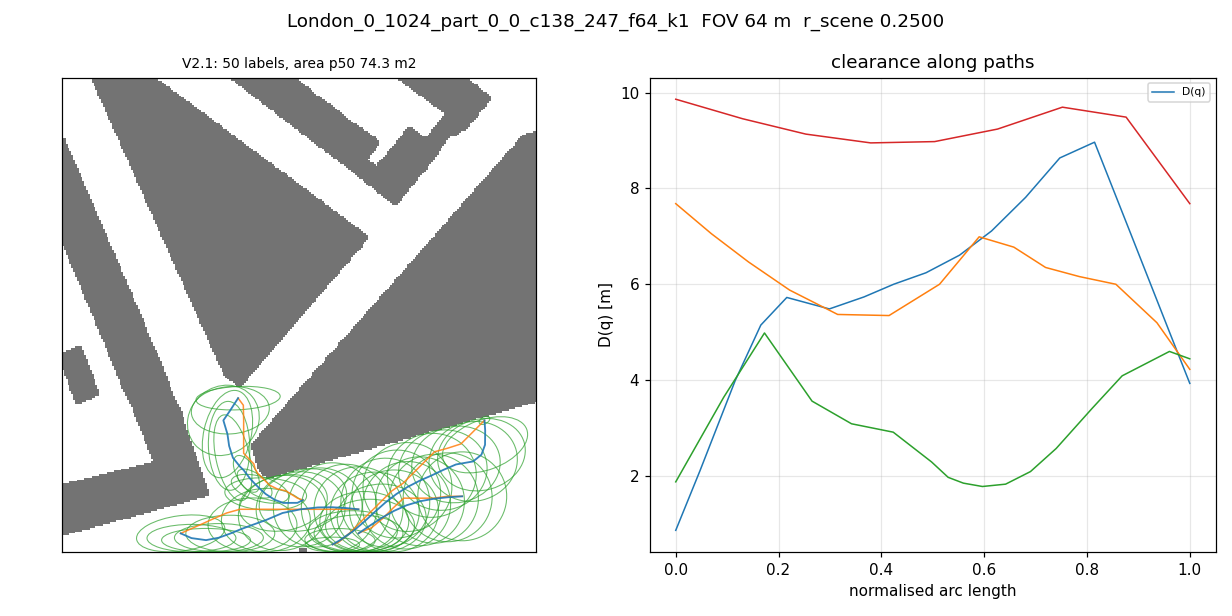 London_0_1024_part_0_0_c138_247_f64_k1  FOV 64 m  r_scene 0.2500
V2.1: 50 labels, area p50 74.3 m2
clearance along paths
D(q)
10
8
6
4
2
D(q) [m]
0.0 0.2 0.4 0.6 0.8 1.0
normalised arc length